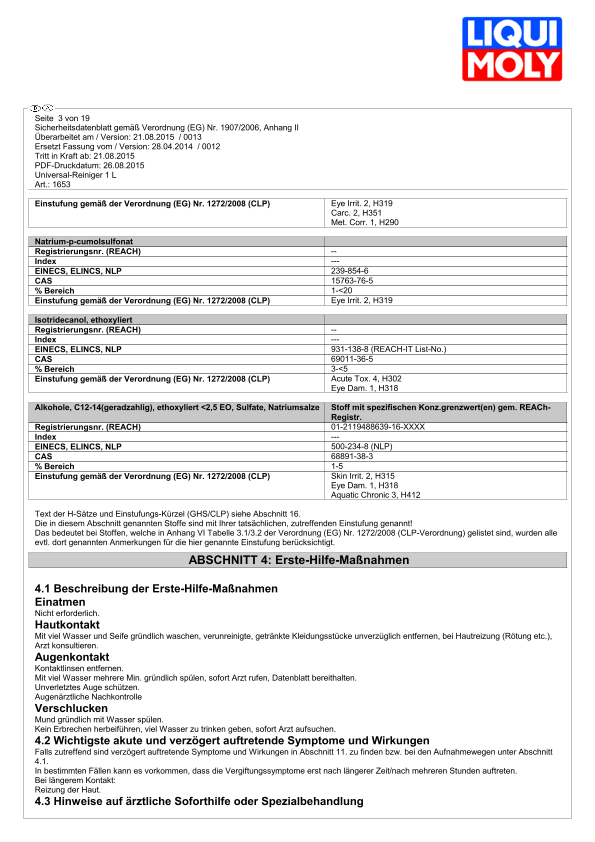 LIQUI
MOLY
D A
Seite 3 von 19
Sicherheitsdatenblatt gemäß Verordnung (EG) Nr. 1907/2006, Anhang II
Überarbeitet am / Version: 21.08.2015 / 0013
Ersetzt Fassung vom / Version: 28.04.2014 / 0012
Tritt in Kraft ab: 21.08.2015
PDF-Druckdatum: 26.08.2015
Universal-Reiniger 1 L
Art.: 1653
Einstufung gemäß der Verordnung (EG) Nr. 1272/2008 (CLP) Eye Irrit. 2, H319
Carc. 2, H351
Met. Corr. 1, H290
Natrium-p-cumolsulfonat
Registrierungsnr. (REACH) --
Index ---
EINECS, ELINCS, NLP 239-854-6
CAS 15763-76-5
% Bereich 1-<20
Einstufung gemäß der Verordnung (EG) Nr. 1272/2008 (CLP) Eye Irrit. 2, H319
Isotridecanol, ethoxyliert
Registrierungsnr. (REACH) --
Index ---
EINECS, ELINCS, NLP 931-138-8 (REACH-IT List-No.)
CAS 69011-36-5
% Bereich 3-<5
Einstufung gemäß der Verordnung (EG) Nr. 1272/2008 (CLP) Acute Tox. 4, H302
Eye Dam. 1, H318
Alkohole, C12-14(geradzahlig), ethoxyliert <2,5 EO, Sulfate, Natriumsalze Stoff mit spezifischen Konz.grenzwert(en) gem. REACh-
Registr.
Registrierungsnr. (REACH) 01-2119488639-16-XXXX
Index ---
EINECS, ELINCS, NLP 500-234-8 (NLP)
CAS 68891-38-3
% Bereich 1-5
Einstufung gemäß der Verordnung (EG) Nr. 1272/2008 (CLP) Skin Irrit. 2, H315
Eye Dam. 1, H318
Aquatic Chronic 3, H412
Text der H-Sätze und Einstufungs-Kürzel (GHS/CLP) siehe Abschnitt 16.
Die in diesem Abschnitt genannten Stoffe sind mit Ihrer tatsächlichen, zutreffenden Einstufung genannt!
Das bedeutet bei Stoffen, welche in Anhang VI Tabelle 3.1/3.2 der Verordnung (EG) Nr. 1272/2008 (CLP-Verordnung) gelistet sind, wurden alle
evtl. dort genannten Anmerkungen für die hier genannte Einstufung berücksichtigt.
ABSCHNITT 4: Erste-Hilfe-Maßnahmen
4.1 Beschreibung der Erste-Hilfe-Maßnahmen
Einatmen
Nicht erforderlich.
Hautkontakt
Mit viel Wasser und Seife gründlich waschen, verunreinigte, getränkte Kleidungsstücke unverzüglich entfernen, bei Hautreizung (Rötung etc.),
Arzt konsultieren.
Augenkontakt
Kontaktlinsen entfernen.
Mit viel Wasser mehrere Min. gründlich spülen, sofort Arzt rufen, Datenblatt bereithalten.
Unverletztes Auge schützen.
Augenärztliche Nachkontrolle
Verschlucken
Mund gründlich mit Wasser spülen.
Kein Erbrechen herbeiführen, viel Wasser zu trinken geben, sofort Arzt aufsuchen.
4.2 Wichtigste akute und verzögert auftretende Symptome und Wirkungen
Falls zutreffend sind verzögert auftretende Symptome und Wirkungen in Abschnitt 11. zu finden bzw. bei den Aufnahmewegen unter Abschnitt
4.1.
In bestimmten Fällen kann es vorkommen, dass die Vergiftungssymptome erst nach längerer Zeit/nach mehreren Stunden auftreten.
Bei längerem Kontakt:
Reizung der Haut.
4.3 Hinweise auf ärztliche Soforthilfe oder Spezialbehandlung